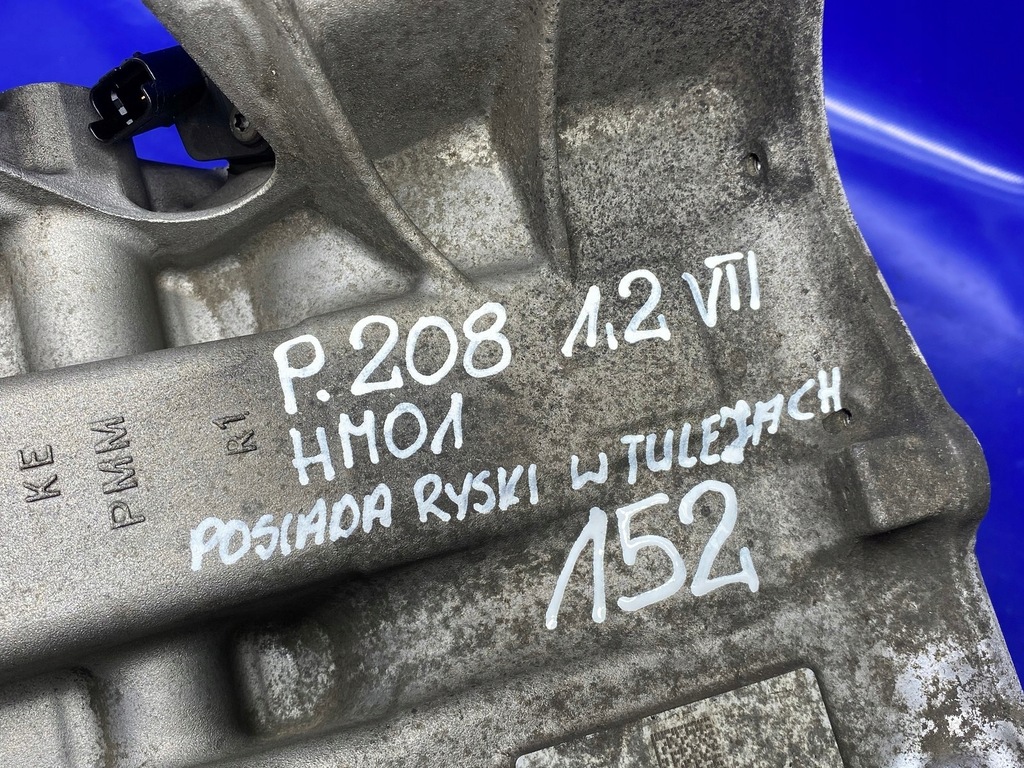 P.208 1,2 VTI
HM01
POSIADA RYSKI W TULEJACH
152
KE
PMM
R1